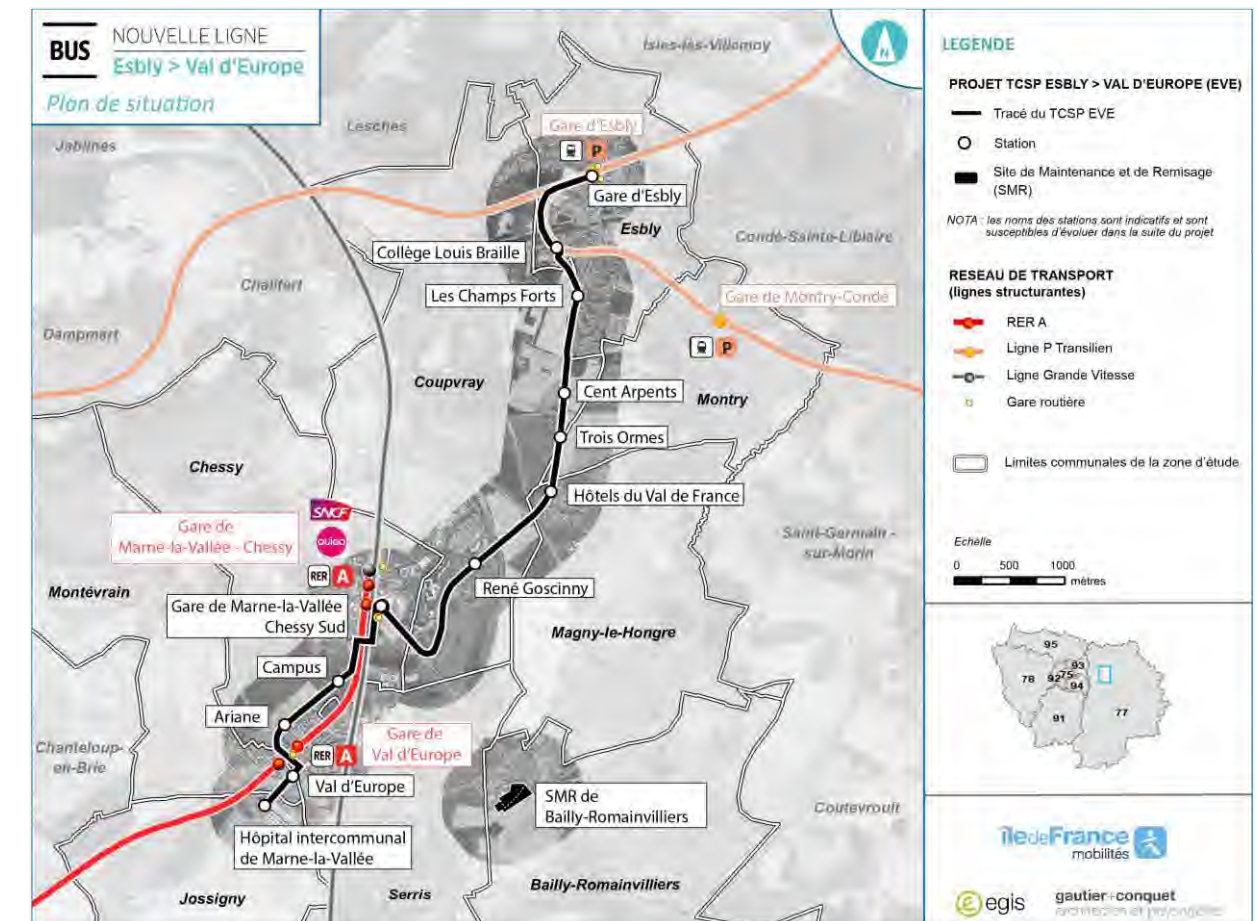 BUS
NOUVELLE LIGNE
Esbly > Val d'Europe
Plan de situation
N
Isles-lès-Villenoy
Lesches
Jablines
Gare d'Esbly
P
Gare d'Esbly
Esbly
Condé-Sainte-Libiaire
Collège Louis Braille
Chalifert
Les Champs Forts
Gare de Montry-Condé
Dampmart
P
Coupvray
Cent Arpents
Montry
Trois Ormes
Chessy
Hôtels du Val de France
SNCF
Gare de
Marne-la-Vallée - Chessy
ouigo
Saint-Germain -
sur-Morin
RER A
René Goscinny
Montévrain
Gare de Marne-la-Vallée
Chessy Sud
Magny-le-Hongre
Campus
Ariane
Gare de
Val d'Europe
RER A
Chanteloup-
en-Brie
Val d'Europe
SMR de
Bailly-Romainvilliers
Coutevroult
Hôpital intercommunal
de Marne-la-Vallée
Jossigny
Serris
Bailly-Romainvilliers
LEGENDE
PROJET TCSP ESBLY > VAL D'EUROPE (EVE)
Tracé du TCSP EVE
Station
Site de Maintenance et de Remisage
(SMR)
NOTA : les noms des stations sont indicatifs et sont
susceptibles d'évoluer dans la suite du projet
RESEAU DE TRANSPORT
(lignes structurantes)
RER A
Ligne P Transilien
Ligne Grande Vitesse
Gare routière
Limites communales de la zone d'étude
Echelle
0 500 1000
mètres
95
93
78 92 75
94
91 77
îledeFrance
mobilités
egis
gautier+conquet
architectes et paysagistes